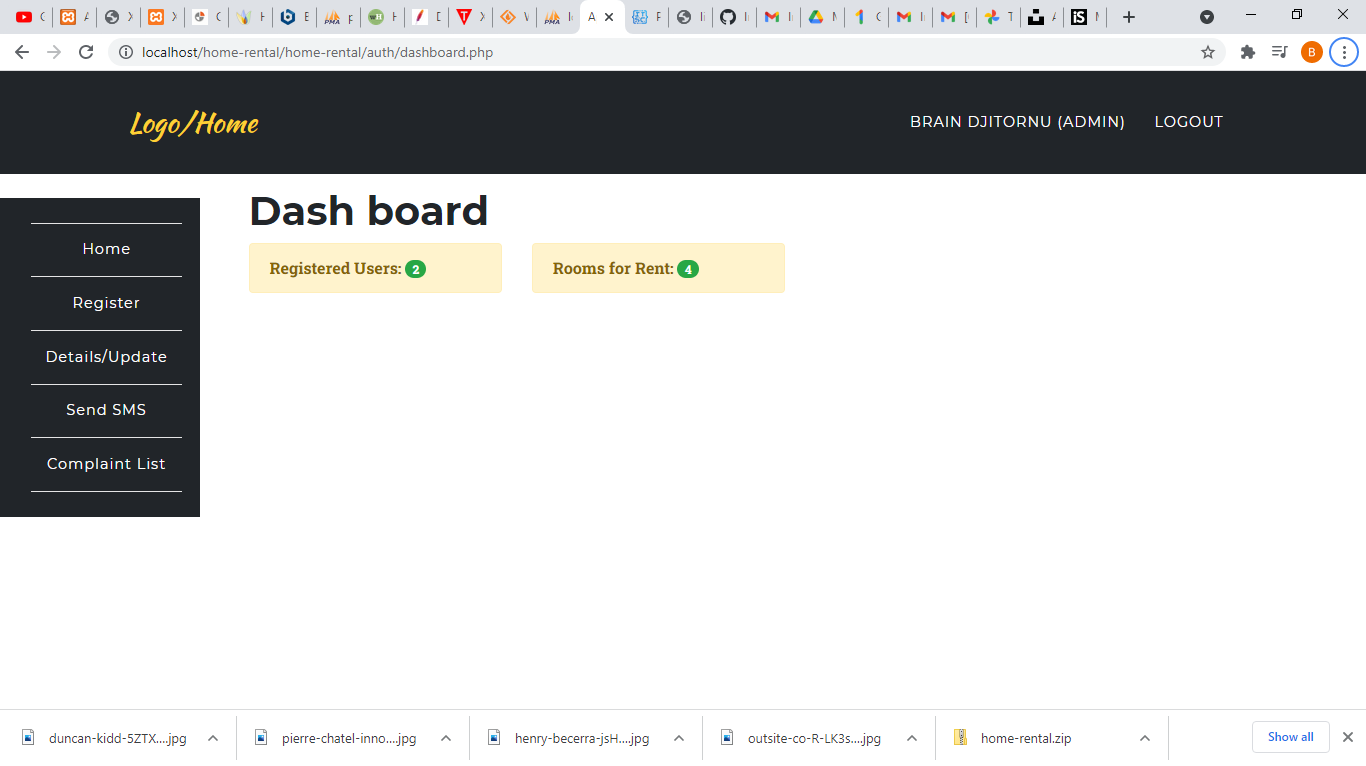 localhost/home-rental/home-rental/auth/dashboard.php
B
Logo/Home
BRAIN DJITORNU (ADMIN)
LOGOUT
Dash board
Home
Register
Details/Update
Send SMS
Complaint List
Registered Users: 2
Rooms for Rent: 4
duncan-kidd-5ZTX....jpg
pierre-chatel-inno....jpg
henry-becerra-jsH....jpg
outsite-co-R-LK3s....jpg
home-rental.zip
Show all